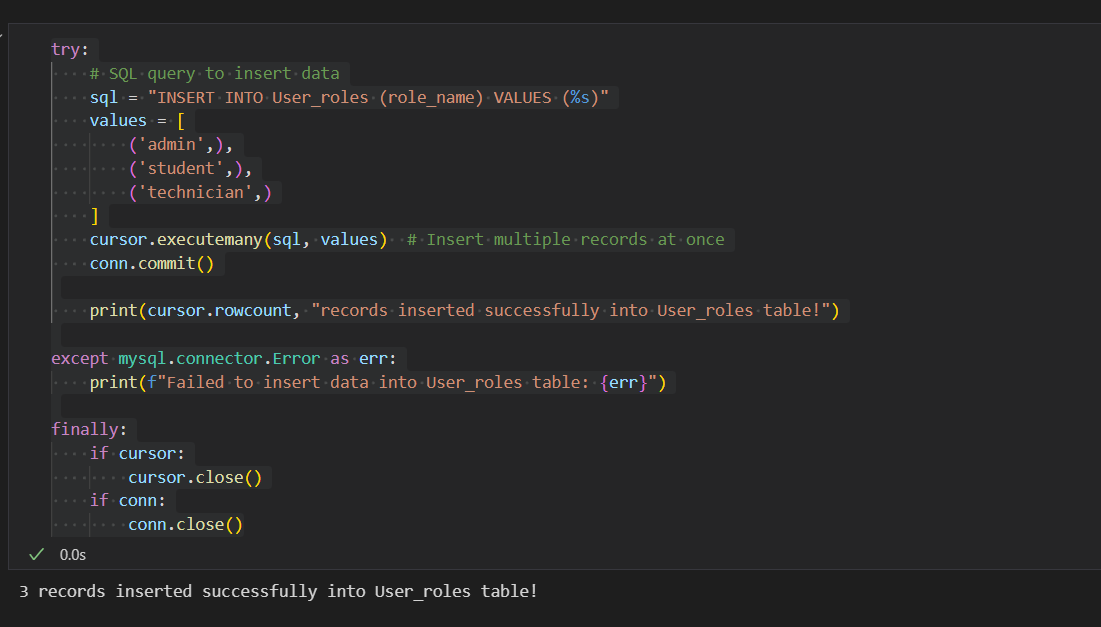 try:
    # SQL query to insert data
    sql = "INSERT INTO User_roles (role_name) VALUES (%s)"
    values = [
        ('admin',),
        ('student',),
        ('technician',)
    ]
    cursor.executemany(sql, values)  # Insert multiple records at once
    conn.commit()
    print(cursor.rowcount, "records inserted successfully into User_roles table!")
except mysql.connector.Error as err:
    print(f"Failed to insert data into User_roles table: {err}")
finally:
    if cursor:
        cursor.close()
    if conn:
        conn.close()
0.0s
3 records inserted successfully into User_roles table!